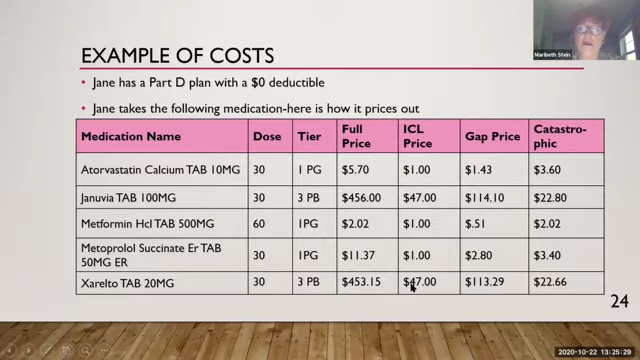 Maribeth Stein
EXAMPLE OF COSTS
• Jane has a Part D plan with a $0 deductible
• Jane takes the following medication-here is how it prices out
Medication Name Dose Tier Full Price ICL Price Gap Price Catastro-phic
Atorvastatin Calcium TAB 10MG 30 1 PG $5.70 $1.00 $1.43 $3.60
Januvia TAB 100MG 30 3 PB $456.00 $47.00 $114.10 $22.80
Metformin Hcl TAB 500MG 60 1PG $2.02 $1.00 .51 $2.02
Metoprolol Succinate Er TAB 50MG ER 30 1PG $11.37 $1.00 $2.80 $3.40
Xarelto TAB 20MG 30 3 PB $453.15 $47.00 $113.29 $22.66
24
2020-10-22 13:25:29